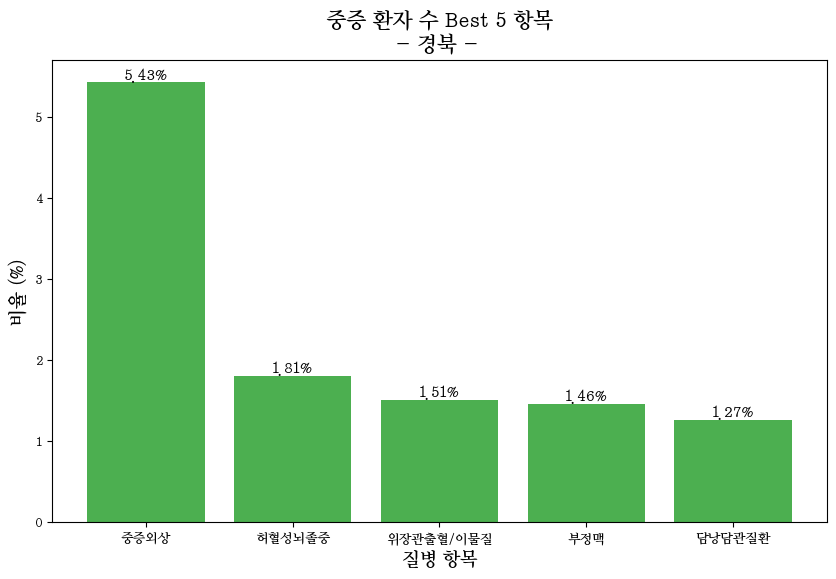 중증 환자 수 Best 5 항목
- 경북 -
비율 (%)
5
4
3
2
1
0
5.43%
1.81%
1.51%
1.46%
1.27%
중증외상
허혈성뇌졸중
위장관출혈/이물질
부정맥
담낭담관질환
질병 항목